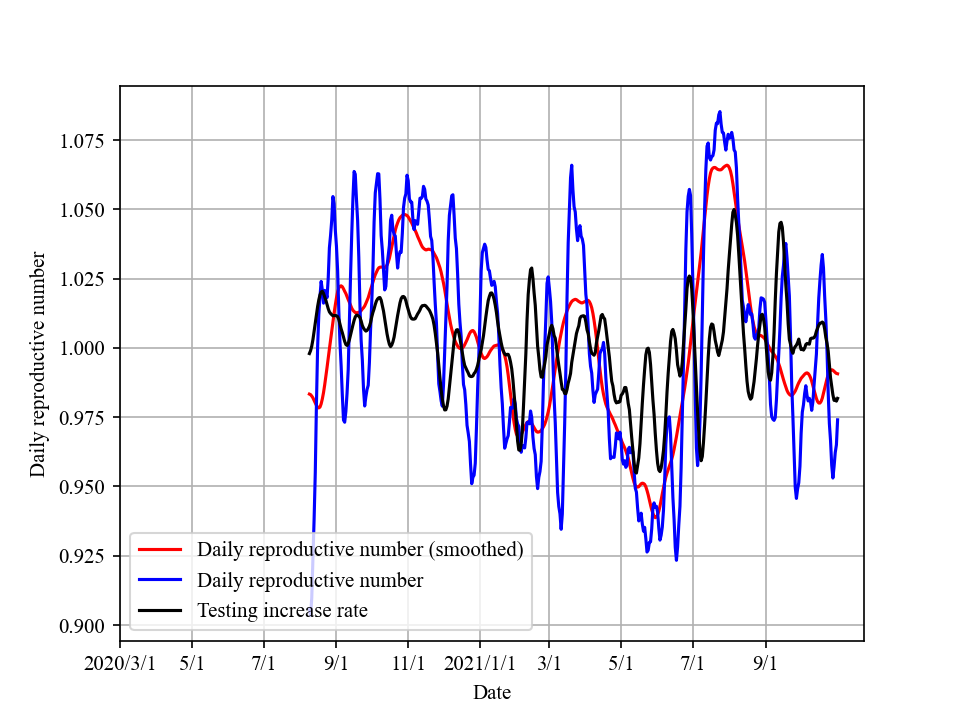 1.075
1.050
1.025
1.000
0.975
0.950
0.925
0.900
Daily reproductive number
Daily reproductive number (smoothed)
Daily reproductive number
Testing increase rate
2020/3/1 5/1 7/1 9/1 11/1 2021/1/1 3/1 5/1 7/1 9/1
Date